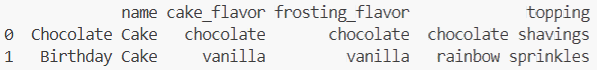 name cake_flavor frosting_flavor topping
0 Chocolate Cake chocolate chocolate chocolate shavings
1 Birthday Cake vanilla vanilla rainbow sprinkles